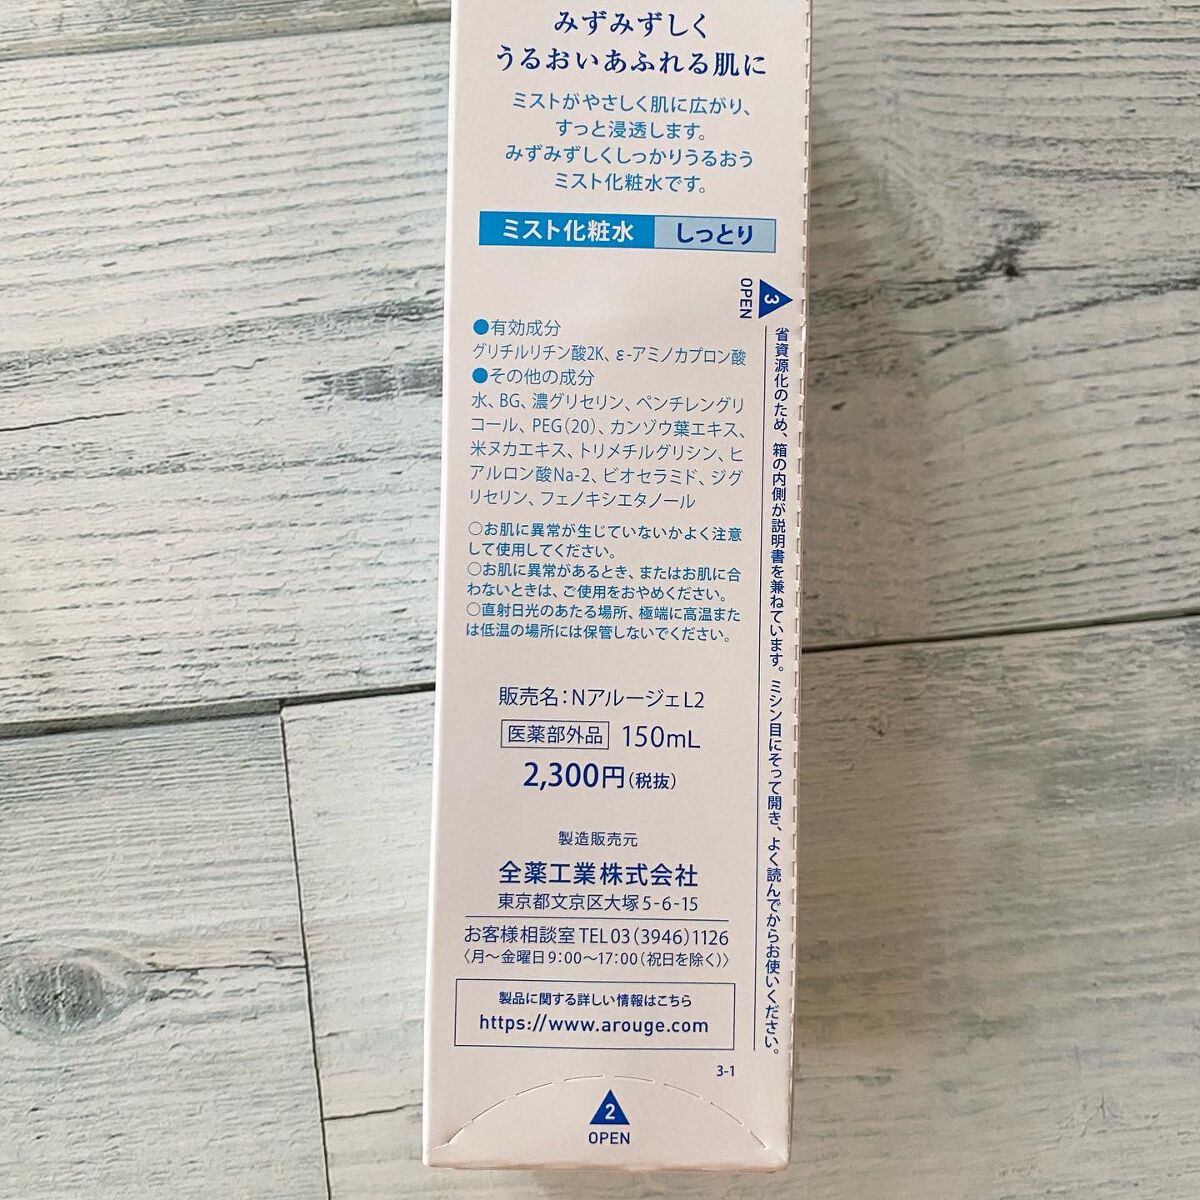 みずみずしく
うるおいあふれる肌に
ミストがやさしく肌に広がり、
すっと浸透します。
みずみずしくしっかりうるおう
ミスト化粧水です。
ミスト化粧水 しっとり
3
OPEN
●有効成分
グリチルリチン酸2K、ε-アミノカプロン酸
●その他の成分
水、BG、濃グリセリン、ペンチレングリ
コール、PEG(20)、カンゾウ葉エキス、
米ヌカエキス、トリメチルグリシン、ヒ
アルロン酸Na-2、ビオセラミド、ジグ
リセリン、フェノキシエタノール
○お肌に異常が生じていないかよく注意
して使用してください。
○お肌に異常があるとき、またはお肌に合
わないときは、ご使用をおやめください。
○直射日光のあたる場所、極端に高温また
は低温の場所には保管しないでください。
省資源化のため、箱の内側が説明書を兼ねています。ミシン目にそって開き、よく読んでからお使いください。
販売名：NアルージェL2
医薬部外品 150mL
2,300円(税抜)
製造販売元
全薬工業株式会社
東京都文京区大塚5-6-15
お客様相談室 TEL03(3946)1126
〈月～金曜日9:00～17:00(祝日を除く)〉
製品に関する詳しい情報はこちら
https://www.arouge.com
3-1
2
OPEN